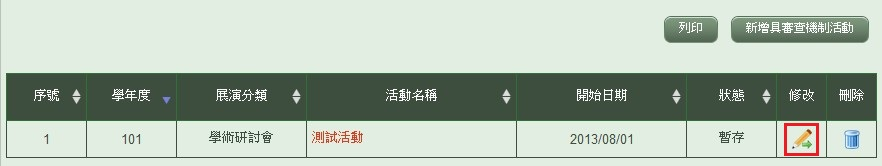 列印 新增具審查機制活動
序號 學年度 展演分類 活動名稱 開始日期 狀態 修改 刪除
1 101 學術研討會 測試活動 2013/08/01 暫存